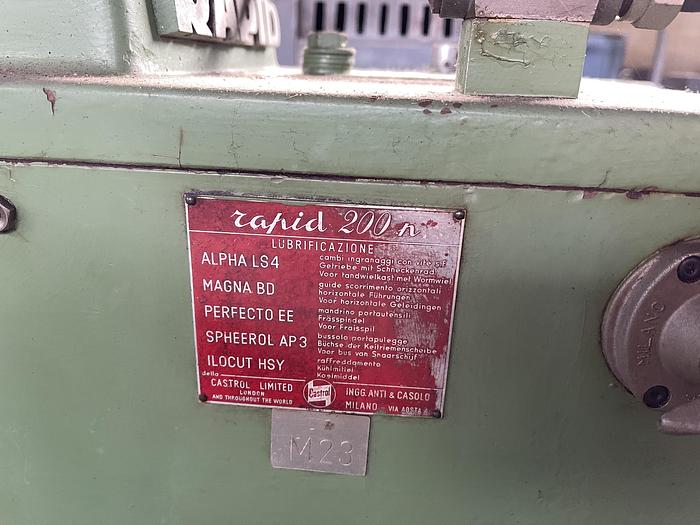 RAPID
rapid 200 n
LUBRIFICAZIONE
ALPHA LS4
cambi ingranaggi con vite s.f.
Getriebe mit Schneckenrad
Voor tandwielkast met Wormwiel
MAGNA BD
guide scorrimento orizzontali
horizontale Führungen
Voor horizontale Geleidingen
PERFECTO EE
mandrino portautensili
Frässpindel
Voor Fraisspil
SPHEEROL AP3
bussola portapulegge
Büchse der Keilriemenscheibe
Voor bus van Snaarschijf
ILOCUT HSY
raffreddamento
Kühlmittel
Koelmiddel
della
CASTROL LIMITED
LONDON
AND THROUGHOUT THE WORLD
Castrol
INGG. ANTI & CASOLO
MILANO - VIA AOSTA
M23
MILANO